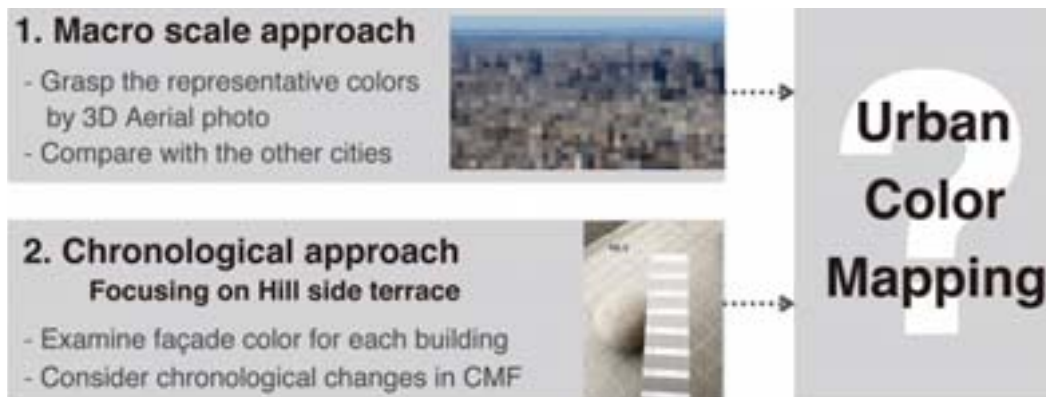 1. Macro scale approach
- Grasp the representative colors
by 3D Aerial photo
- Compare with the other cities
2. Chronological approach
Focusing on Hill side terrace
- Examine façade color for each building
- Consider chronological changes in CMF
?
Urban
Color
Mapping